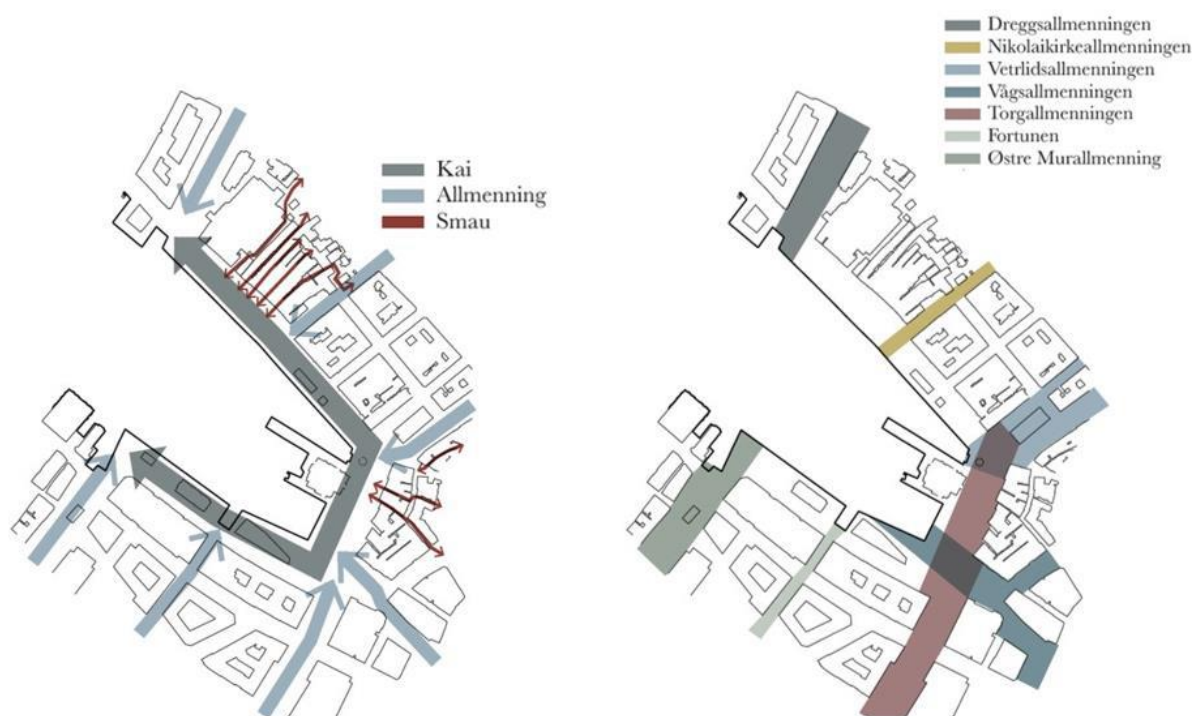 Kai
Allmenning
Smau
Dreggsallmenningen
Nikolaikirkeallmenningen
Vetrlidsallmenningen
Vågsallmenningen
Torgallmenningen
Fortunen
Østre Murallmenning